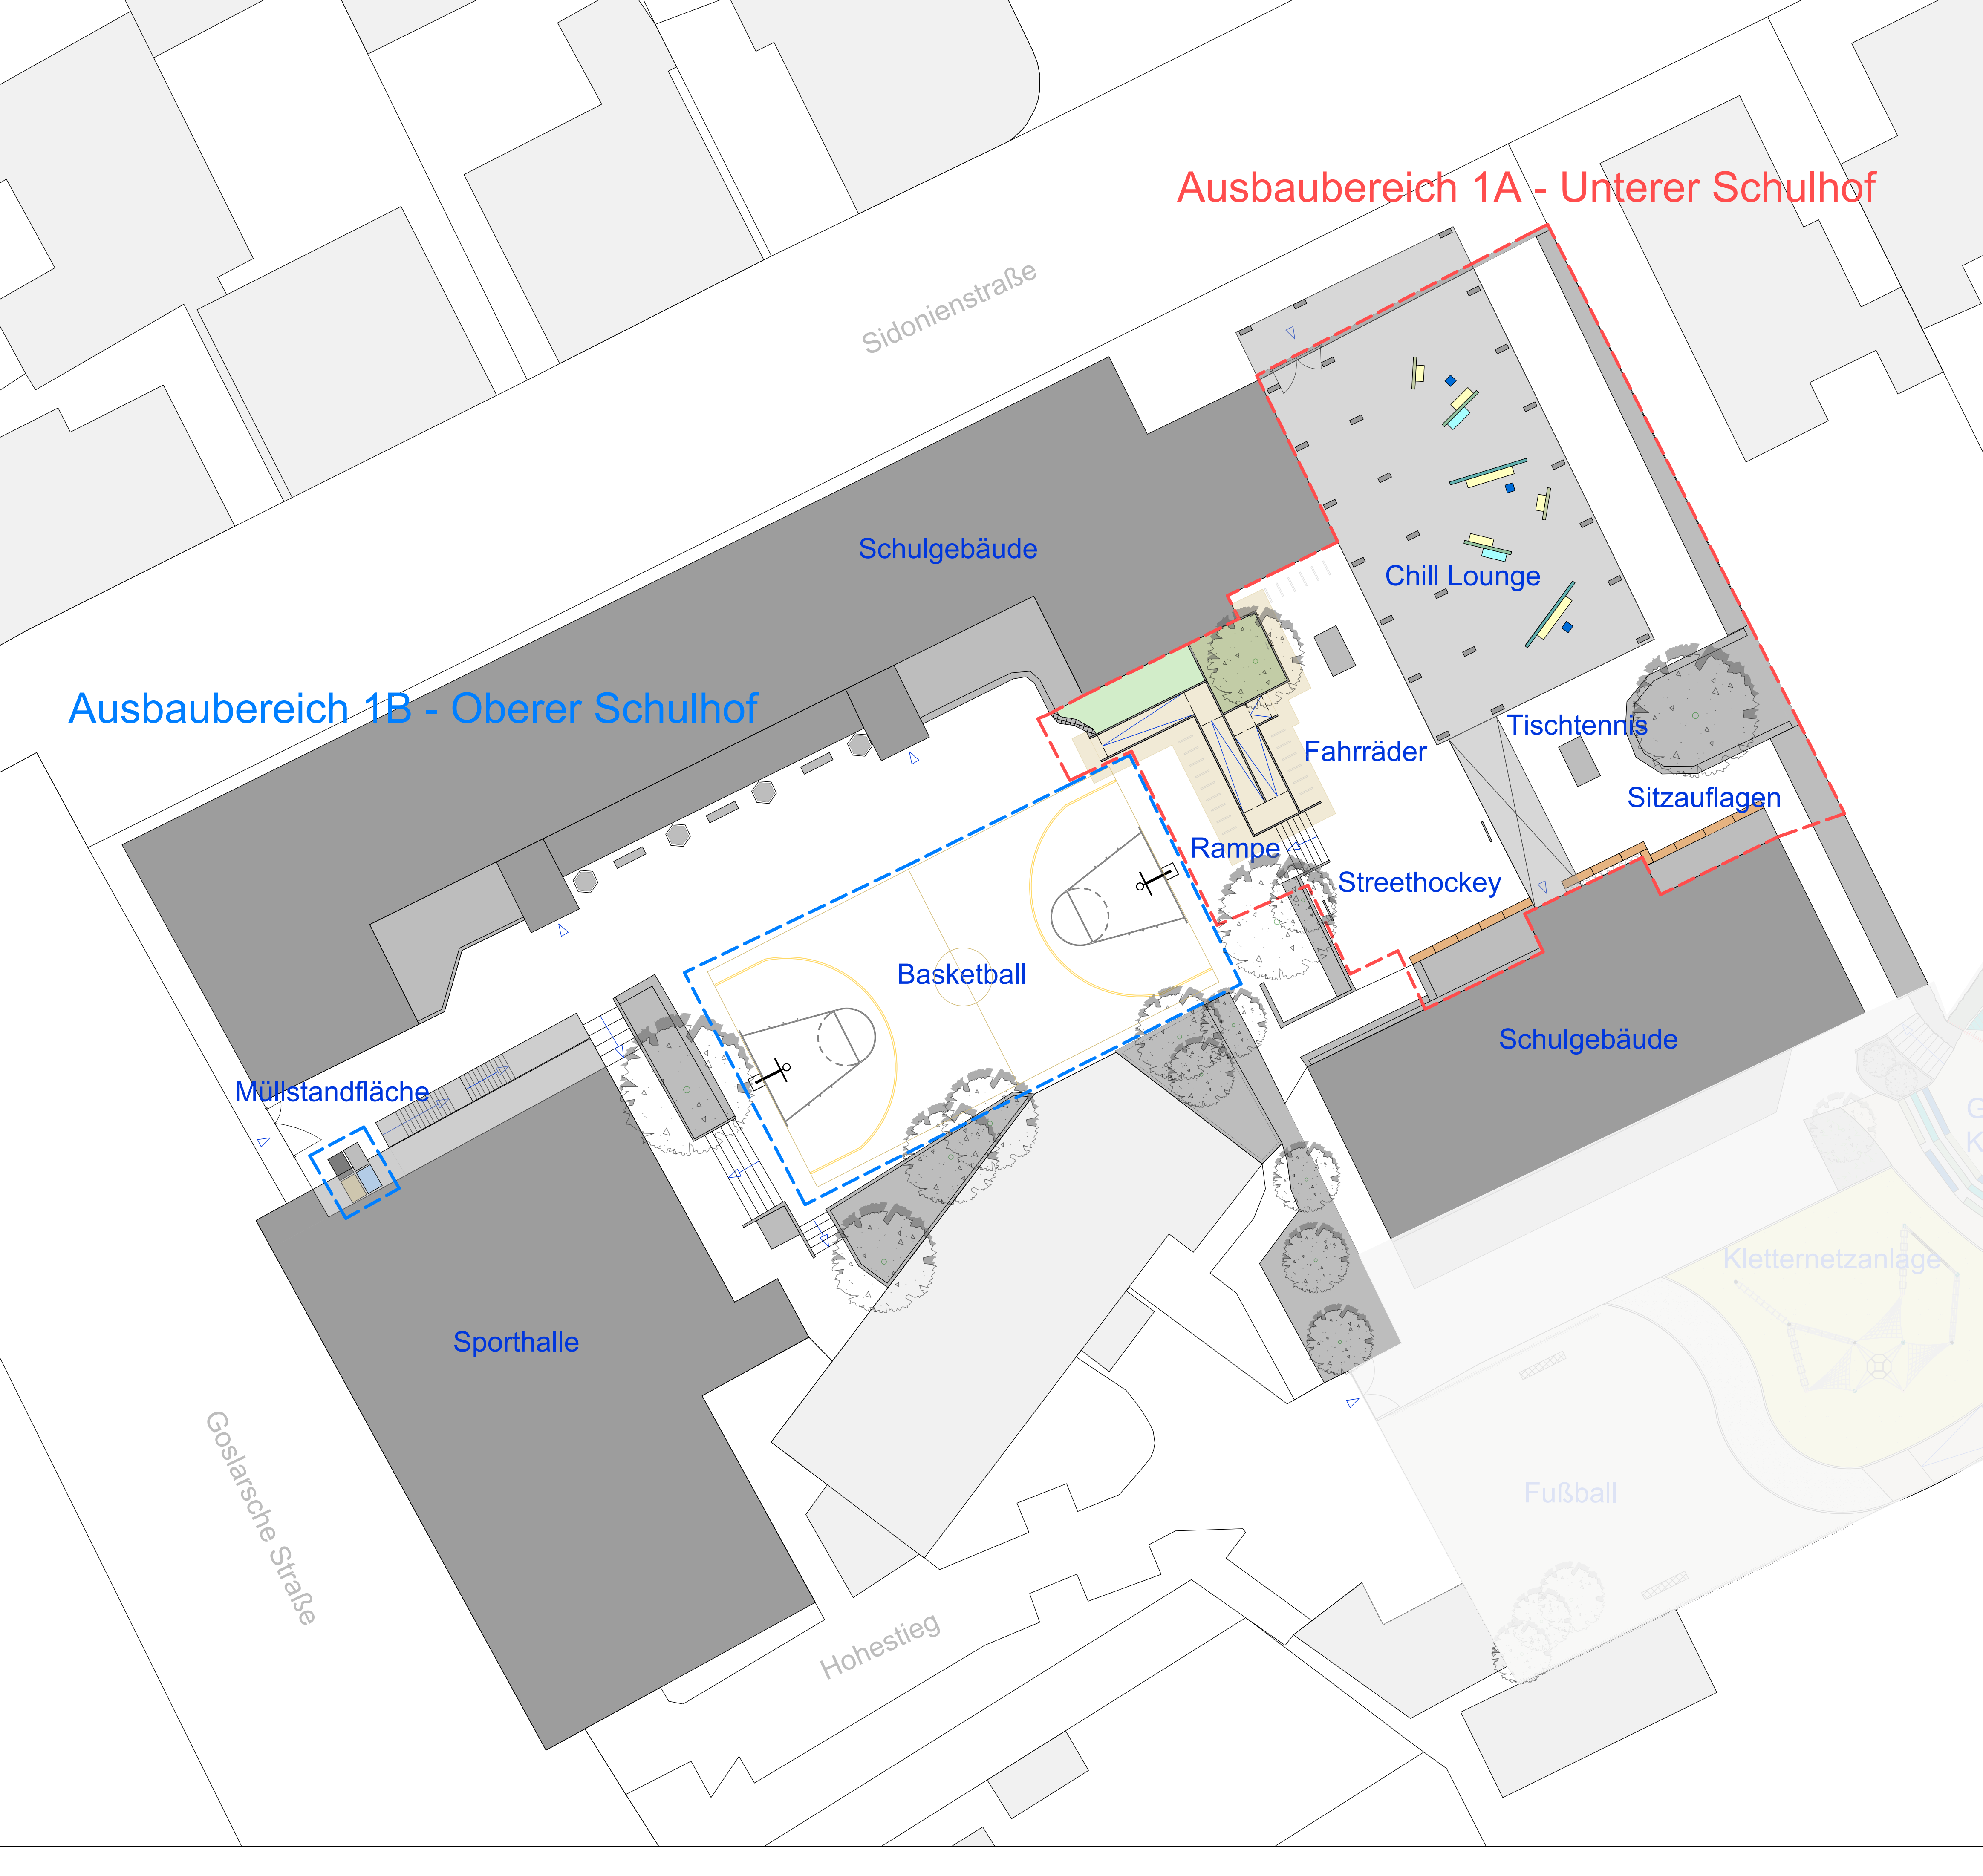 Ausbaubereich 1A - Unterer Schulhof
Sidonienstraße
Schulgebäude
Chill Lounge
Ausbaubereich 1B - Oberer Schulhof
Tischtennis
Fahrräder
Sitzauflagen
Rampe
Streethockey
Basketball
Schulgebäude
Müllstandfläche
G
K
Kletternetzanlage
Sporthalle
Goslarsche Straße
Fußball
Hohestieg